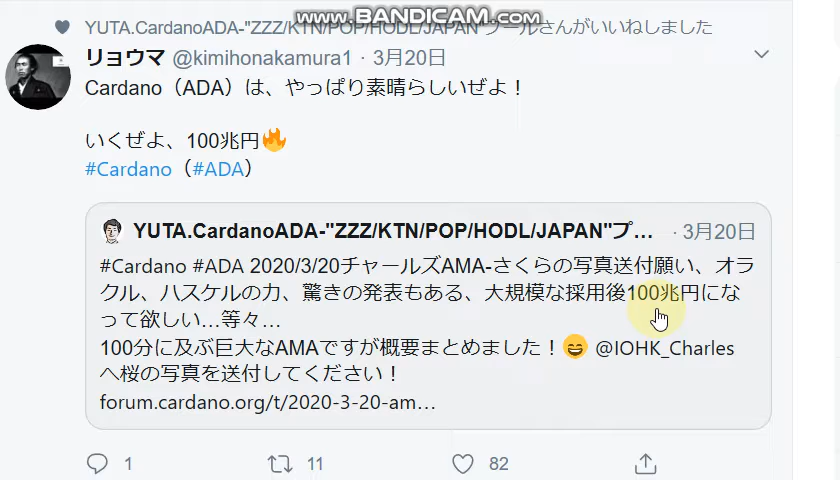 www.BANDICAM.com
YUTA.CardanoADA-"ZZZ/KTN/POP/HODL/JAPAN"プールさんがいいねしました
リョウマ @kimihonakamura1 · 3月20日
Cardano（ADA）は、やっぱり素晴らしいぜよ！
いくぜよ、100兆円🔥
#Cardano（#ADA）
YUTA.CardanoADA-"ZZZ/KTN/POP/HODL/JAPAN"プ... · 3月20日
#Cardano #ADA 2020/3/20チャールズAMA-さくらの写真送付願い、オラ
クル、ハスケルの力、驚きの発表もある、大規模な採用後100兆円にな
って欲しい…等々…
100分に及ぶ巨大なAMAですが概要まとめました！😄 @IOHK_Charles
へ桜の写真を送付してください！
forum.cardano.org/t/2020-3-20-am…
1 11 82